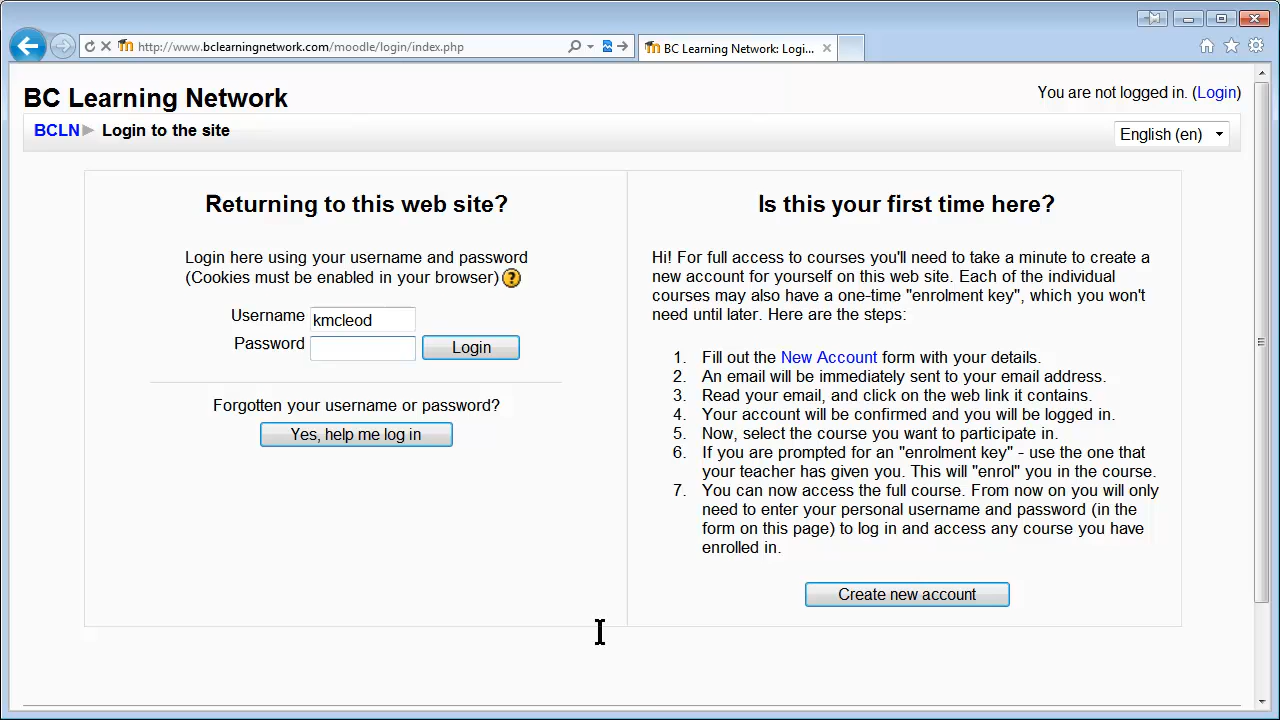 http://www.bclearningnetwork.com/moodle/login/index.php
BC Learning Network: Logi...
BC Learning Network
You are not logged in. (Login)
BCLN Login to the site
English (en)
Returning to this web site?
Login here using your username and password
(Cookies must be enabled in your browser) ?
Username kmcleod
Password
Login
Forgotten your username or password?
Yes, help me log in
Is this your first time here?
Hi! For full access to courses you'll need to take a minute to create a
new account for yourself on this web site. Each of the individual
courses may also have a one-time "enrolment key", which you won't
need until later. Here are the steps:
1. Fill out the New Account form with your details.
2. An email will be immediately sent to your email address.
3. Read your email, and click on the web link it contains.
4. Your account will be confirmed and you will be logged in.
5. Now, select the course you want to participate in.
6. If you are prompted for an "enrolment key" - use the one that
your teacher has given you. This will "enrol" you in the course.
7. You can now access the full course. From now on you will only
need to enter your personal username and password (in the
form on this page) to log in and access any course you have
enrolled in.
Create new account